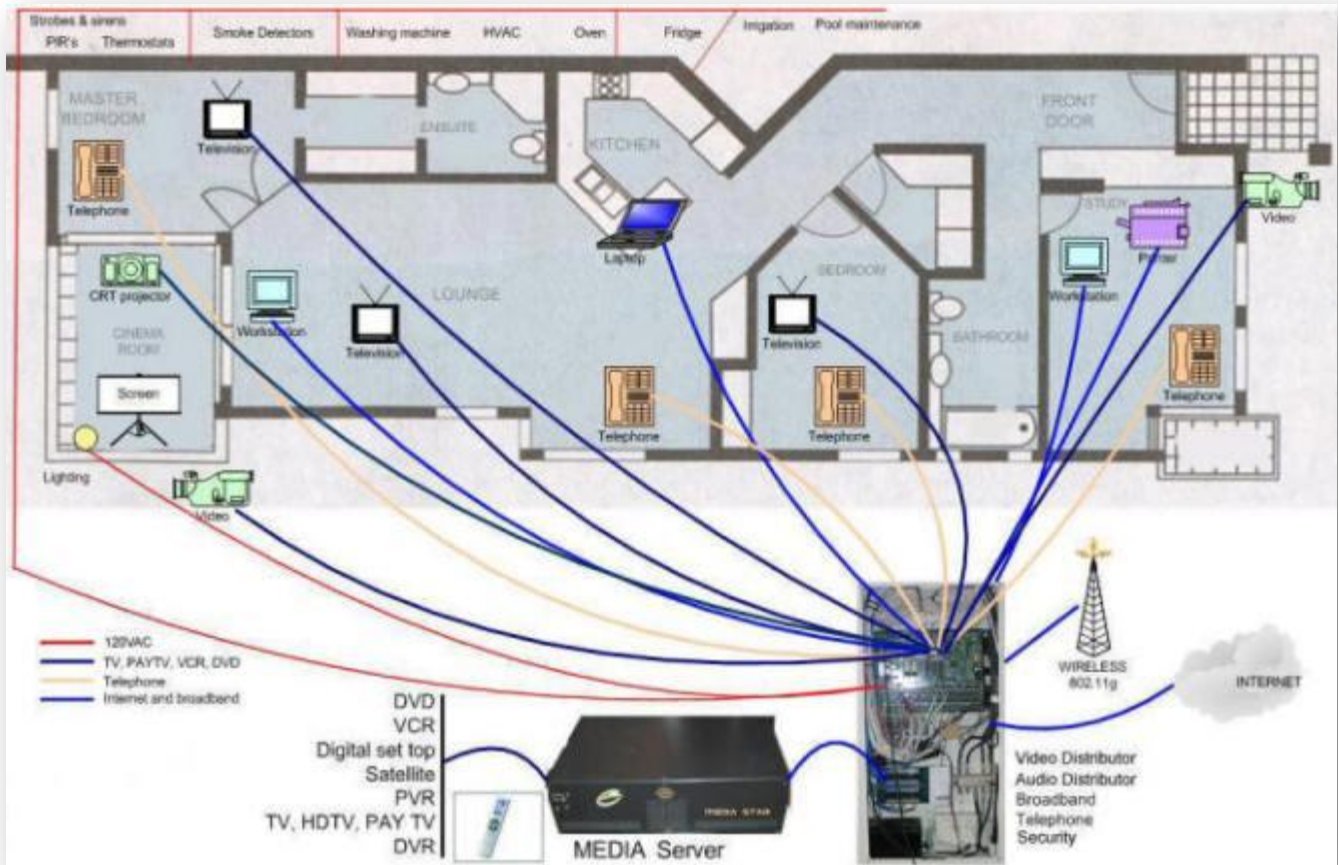 Strobes & sirens
PIR's Thermostats
Smoke Detectors
Washing machine
HVAC
Oven
Fridge
Irrigation
Pool maintenance
MASTER
BEDROOM
Television
Telephone
ENSUITE
KITCHEN
FRONT
DOOR
STUDY
Video
Printer
Laptop
BEDROOM
Workstation
CRT projector
LOUNGE
Workstation
Television
CINEMA
ROOM
Television
BATHROOM
Screen
Telephone
Telephone
Telephone
Lighting
Video
120VAC
TV, PAYTV, VCR, DVD
Telephone
Internet and broadband
WIRELESS
802.11g
INTERNET
DVD
VCR
Digital set top
Satellite
PVR
TV, HDTV, PAY TV
DVR
MEDIA STAR
MEDIA Server
Video Distributor
Audio Distributor
Broadband
Telephone
Security